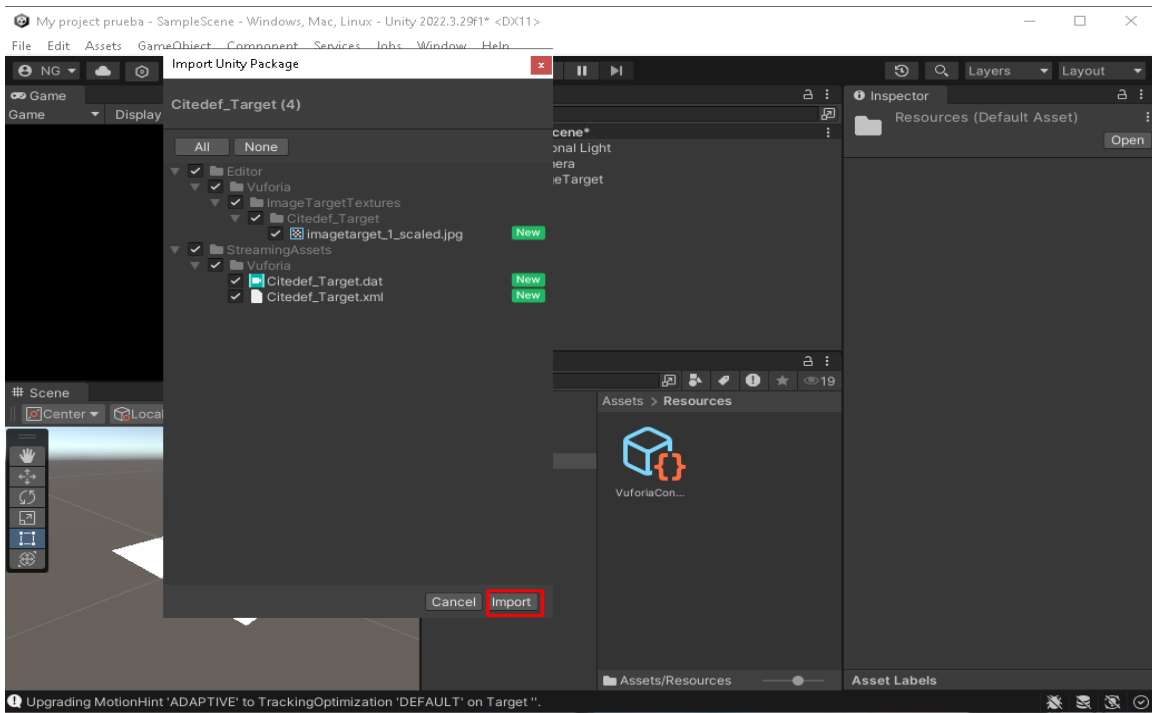 My project prueba - SampleScene - Windows, Mac, Linux - Unity 2022.3.29f1* <DX11>
File Edit Assets GameObject Component Services Jobs Window Help
Import Unity Package
NG
Layers
Layout
Game
Inspector
Citedef_Target (4)
Game
Display
Resources (Default Asset)
Open
cene*
All
None
onal Light
nera
eTarget
Editor
Vuforia
ImageTargetTextures
Citedef_Target
imagetarget_1_scaled.jpg
New
StreamingAssets
Vuforia
Citedef_Target.dat
New
Citedef_Target.xml
New
19
# Scene
Assets > Resources
Center
Local
VuforiaCon...
Cancel
Import
Assets/Resources
Asset Labels
Upgrading MotionHint 'ADAPTIVE' to TrackingOptimization 'DEFAULT' on Target ''.